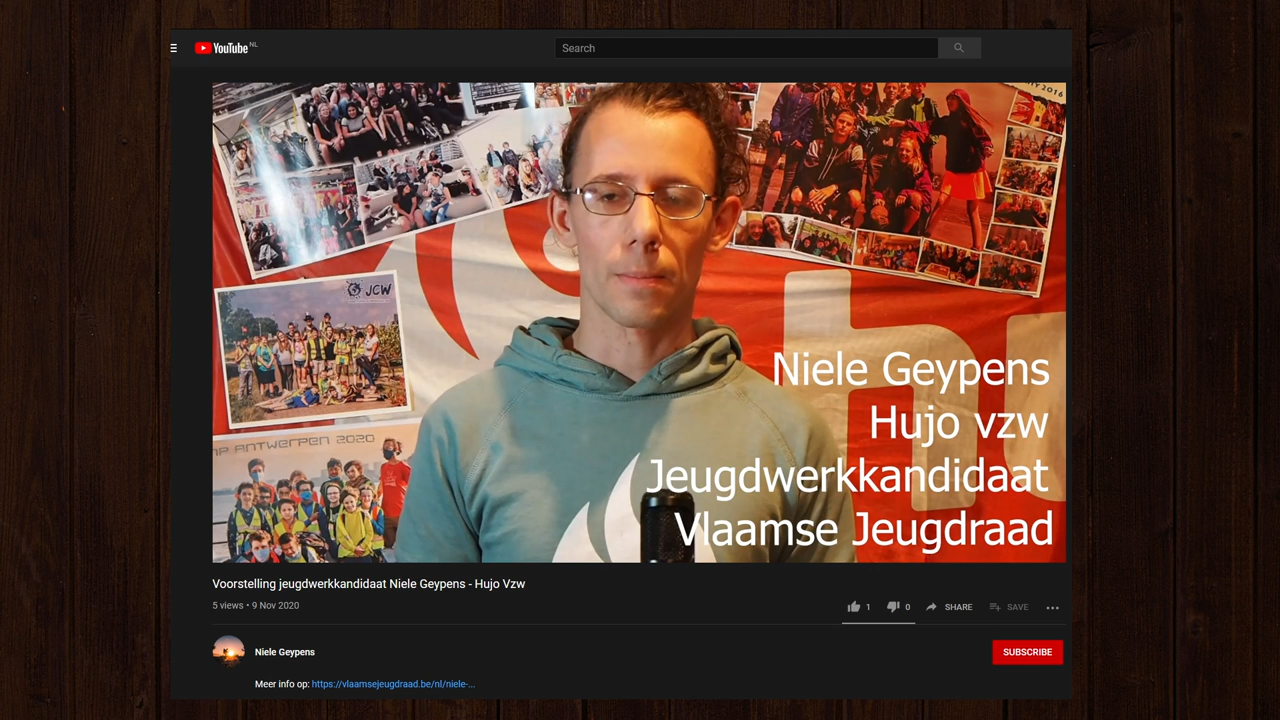 YouTube NL
Search
Y 2016
JCW
MP ANTWERPEN 2020
Niele Geypens
Hujo vzw
Jeugdwerkkandidaat
Vlaamse Jeugdraad
Voorstelling jeugdwerkkandidaat Niele Geypens - Hujo Vzw
5 views • 9 Nov 2020
1
0
SHARE
SAVE
Niele Geypens
SUBSCRIBE
Meer info op: https://vlaamsejeugdraad.be/nl/niele-...